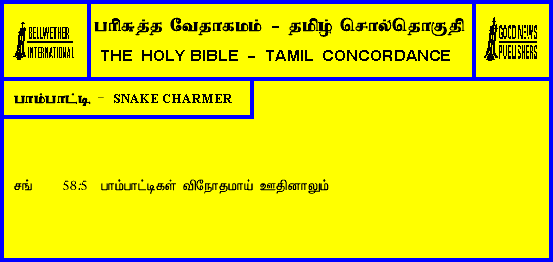 BELLWETHER
INTERNATIONAL
பரிசுத்த வேதாகமம் - தமிழ் சொல்தொகுதி
THE HOLY BIBLE - TAMIL CONCORDANCE
GOOD NEWS
PUBLISHERS
பாம்பாட்டி - SNAKE CHARMER
சங் 58:5 பாம்பாட்டிகள் விநோதமாய் ஊதினாலும்